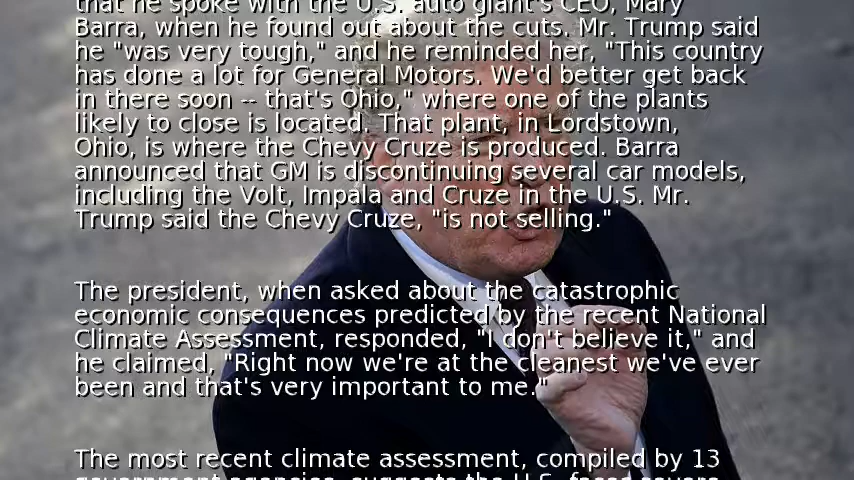 that he spoke with the U.S. auto giant's CEO, Mary
Barra, when he found out about the cuts. Mr. Trump said
he "was very tough," and he reminded her, "This country
has done a lot for General Motors. We'd better get back
in there soon -- that's Ohio," where one of the plants
likely to close is located. That plant, in Lordstown,
Ohio, is where the Chevy Cruze is produced. Barra
announced that GM is discontinuing several car models,
including the Volt, Impala and Cruze in the U.S. Mr.
Trump said the Chevy Cruze, "is not selling."
The president, when asked about the catastrophic
economic consequences predicted by the recent National
Climate Assessment, responded, "I don't believe it," and
he claimed, "Right now we're at the cleanest we've ever
been and that's very important to me."
The most recent climate assessment, compiled by 13
government agencies, suggests the U.S. faces severe